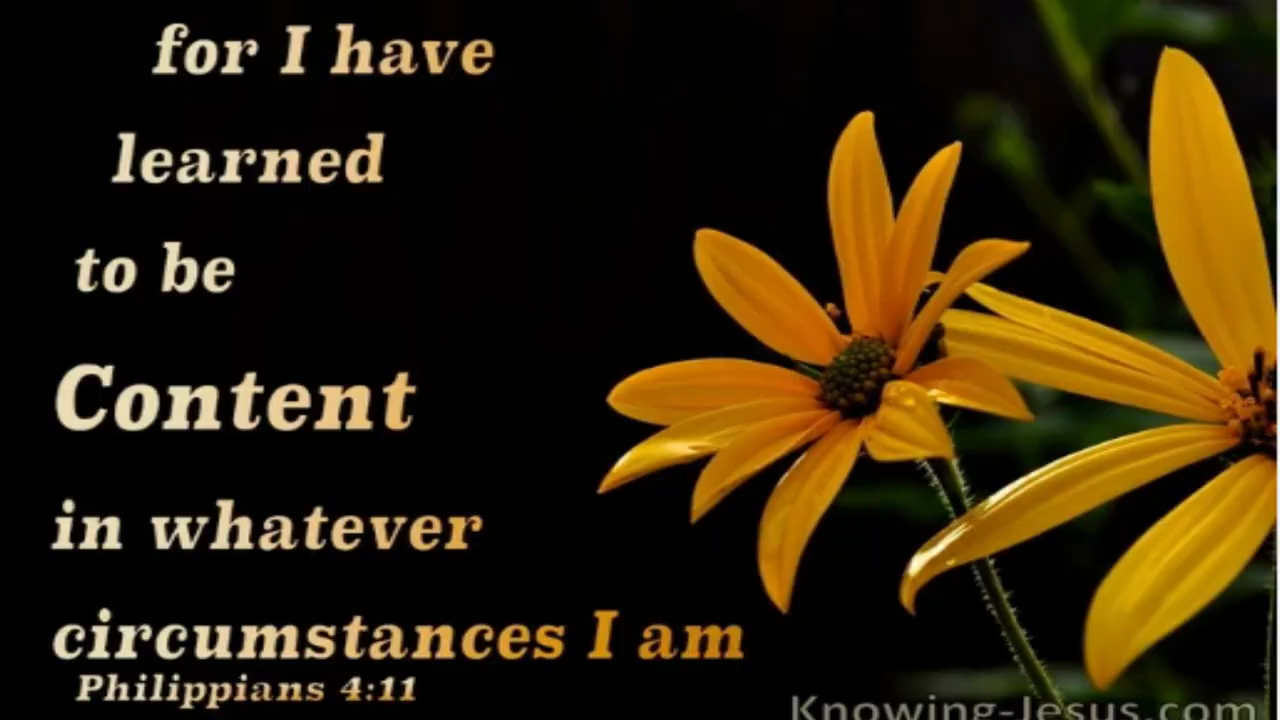 for I have
learned
to be
Content
in whatever
circumstances I am
Philippians 4:11
Knowing-Jesus.com